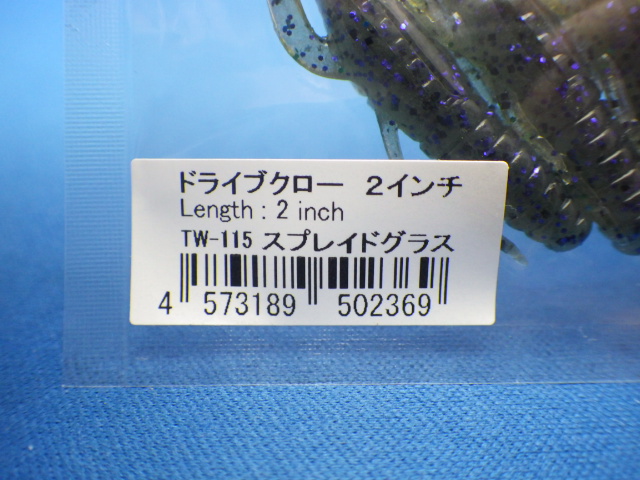 ドライブクロー 2インチ
Length : 2 inch
TW-115 スプレイドグラス
4 573189 502369